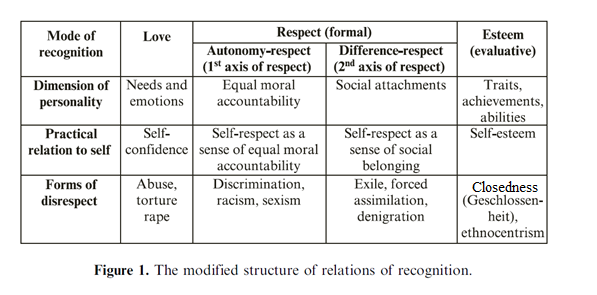 Mode of recognition | Love | Respect (formal) | Esteem (evaluative)
Autonomy-respect (1st axis of respect) | Difference-respect (2nd axis of respect)
Dimension of personality | Needs and emotions | Equal moral accountability | Social attachments | Traits, achievements, abilities
Practical relation to self | Self-confidence | Self-respect as a sense of equal moral accountability | Self-respect as a sense of social belonging | Self-esteem
Forms of disrespect | Abuse, torture rape | Discrimination, racism, sexism | Exile, forced assimilation, denigration | Closedness (Geschlossen-heit), ethnocentrism
Figure 1. The modified structure of relations of recognition.